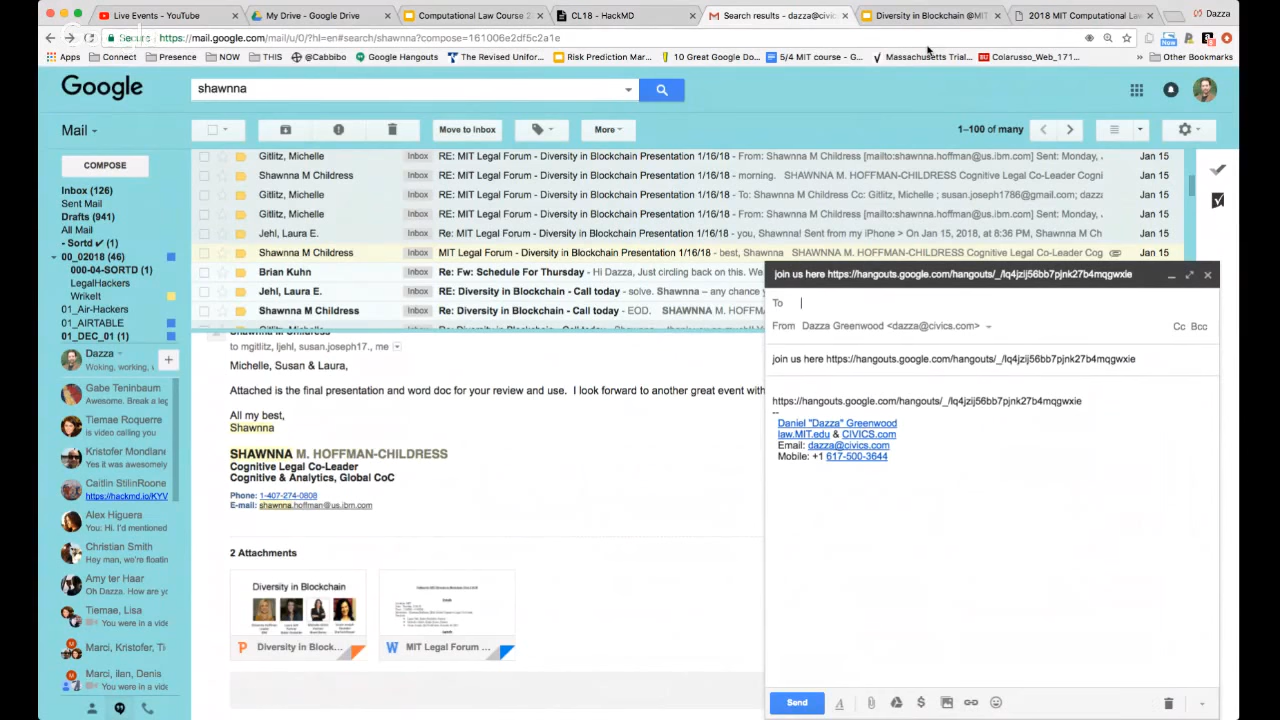 Live Events - YouTube
My Drive - Google Drive
Computational Law Course 2
CL18 - HackMD
Search results - dazza@civic
Diversity in Blockchain @MIT
2018 MIT Computational Law
Dazza
Secure https://mail.google.com/mail/u/0/?hl=en#search/shawnna?compose=161006e2df5c2a1e
Apps Connect Presence NOW THIS @Cabbibo Google Hangouts The Revised Unifor... Risk Prediction Mar... 10 Great Google Do... 5/4 MIT course - G... Massachusetts Trial... Colarusso_Web_171... » Other Bookmarks
Google
shawnna
Mail
Move to Inbox
More
1–100 of many
COMPOSE
Inbox (126)
Sent Mail
Drafts (941)
All Mail
- Sortd ✔ (1)
00_02018 (46)
000-04-SORTD (1)
LegalHackers
WrikeIt
01_Air-Hackers
01_AIRTABLE
01_DEC_01 (1)
Gitlitz, Michelle Inbox RE: MIT Legal Forum - Diversity in Blockchain Presentation 1/16/18 - From: Shawnna M Childress [mailto:shawnna.hoffman@us.ibm.com] Sent: Monday, Jan 15
Shawnna M Childress Inbox RE: MIT Legal Forum - Diversity in Blockchain Presentation 1/16/18 - morning. SHAWNNA M. HOFFMAN-CHILDRESS Cognitive Legal Co-Leader Cogni Jan 15
Gitlitz, Michelle Inbox RE: MIT Legal Forum - Diversity in Blockchain Presentation 1/16/18 - To: Shawnna M Childress Cc: Gitlitz, Michelle ; susan.joseph1786@gmail.com; dazza Jan 15
Gitlitz, Michelle Inbox RE: MIT Legal Forum - Diversity in Blockchain Presentation 1/16/18 - From: Shawnna M Childress [mailto:shawnna.hoffman@us.ibm.com] Sent: Jan 15
Jehl, Laura E. Inbox RE: MIT Legal Forum - Diversity in Blockchain Presentation 1/16/18 - you, Shawnna! Sent from my iPhone > On Jan 15, 2018, at 8:36 PM, Shawnna M Ch Jan 15
Shawnna M Childress Inbox MIT Legal Forum - Diversity in Blockchain Presentation 1/16/18 - best, Shawnna SHAWNNA M. HOFFMAN-CHILDRESS Cognitive Legal Co-Leader Cog Jan 15
Brian Kuhn Inbox Re: Fw: Schedule For Thursday - Hi Dazza, Just circling back on this. We
Jehl, Laura E. Inbox RE: Diversity in Blockchain - Call today - solve. Shawnna – any chance y
Shawnna M Childress Inbox Re: Diversity in Blockchain - Call today - EOD. SHAWNNA M. HOFFMA
Dazza
Woking, working, w
Gabe Teninbaum
Awesome. Break a leg
Tiemae Roquerre
is video calling you
Kristofer Mondlane
Yes it was awesomely
Caitlin StilinRoone
https://hackmd.io/KYV
Alex Higuera
You: Hi. I'd mentioned
Christian Smith
Hey man, we're floatin
Amy ter Haar
Oh Dazza. How are yo
Tiemae, Lisa
You were in a vide
Marci, Kristofer, Ti
Marci, ilan, Denis
You were in a vide
to mgitlitz, ljehl, susan.joseph17., me
Michelle, Susan & Laura,
Attached is the final presentation and word doc for your review and use. I look forward to another great event with
All my best,
Shawnna
SHAWNNA M. HOFFMAN-CHILDRESS
Cognitive Legal Co-Leader
Cognitive & Analytics, Global CoC
Phone: 1-407-274-0808
E-mail: shawnna.hoffman@us.ibm.com
2 Attachments
Diversity in Blockchain
P Diversity in Block...
W MIT Legal Forum ...
join us here https://hangouts.google.com/hangouts/_/lq4jzij56bb7pjnk27b4mqgwxie
To
From Dazza Greenwood <dazza@civics.com>
Cc Bcc
join us here https://hangouts.google.com/hangouts/_/lq4jzij56bb7pjnk27b4mqgwxie
https://hangouts.google.com/hangouts/_/lq4jzij56bb7pjnk27b4mqgwxie
--
Daniel "Dazza" Greenwood
law.MIT.edu & CIVICS.com
Email: dazza@civics.com
Mobile: +1 617-500-3644
Send